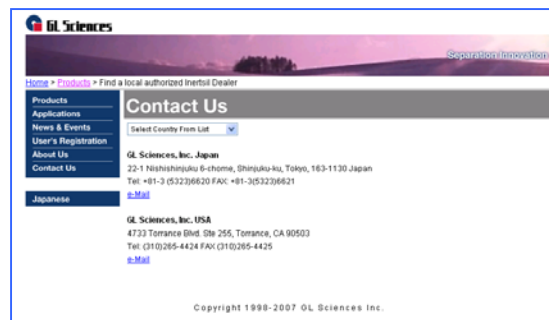 GL Sciences
Separation Innovation
Home > Products > Find a local authorized Inertsil Dealer
Products
Applications
News & Events
User's Registration
About Us
Contact Us
Japanese
Contact Us
Select Country From List
GL Sciences, Inc. Japan
22-1 Nishishinjuku 6-chome, Shinjuku-ku, Tokyo, 163-1130 Japan
Tel: +81-3 (5323)6620 FAX: +81-3(5323)6621
e-Mail
GL Sciences, Inc. USA
4733 Torrance Blvd. Ste 255, Torrance, CA 90503
Tel: (310)265-4424 FAX (310)265-4425
e-Mail
Copyright 1998-2007 GL Sciences Inc.